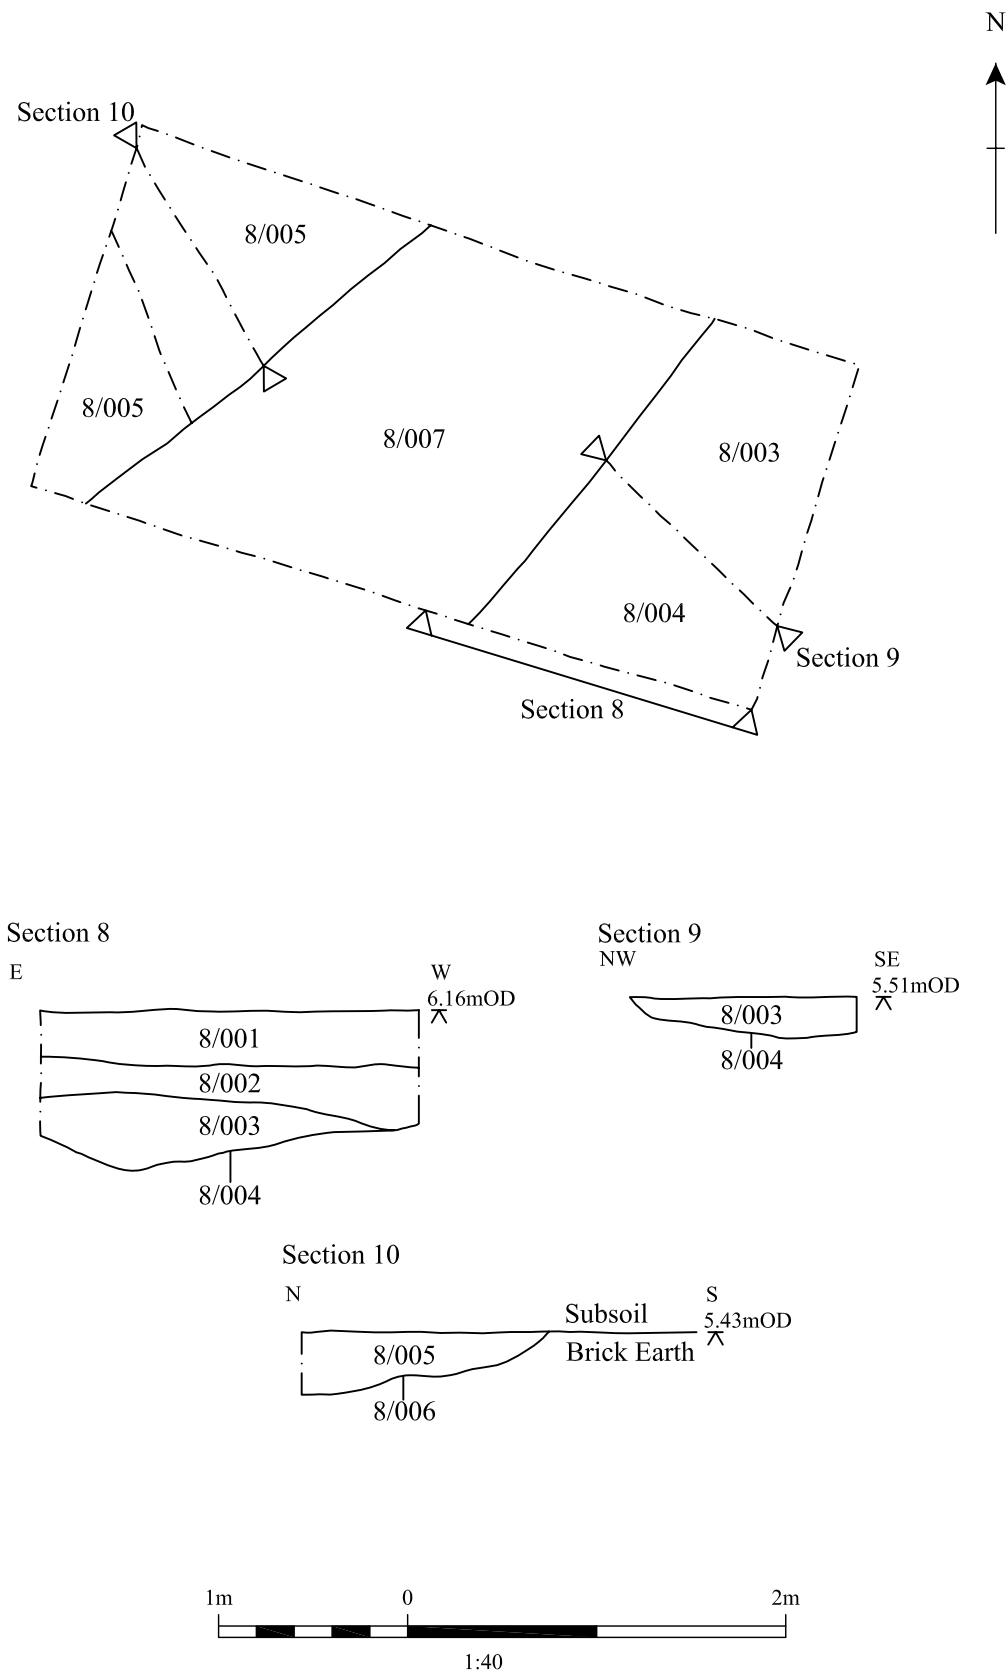 N
Section 10
8/005
8/005
8/007
8/003
8/004
Section 9
Section 8
Section 8
E
W
6.16mOD
8/001
8/002
8/003
8/004
Section 9
NW
SE
5.51mOD
8/003
8/004
Section 10
N
S
5.43mOD
Subsoil
8/005
Brick Earth
8/006
1m
0
2m
1:40